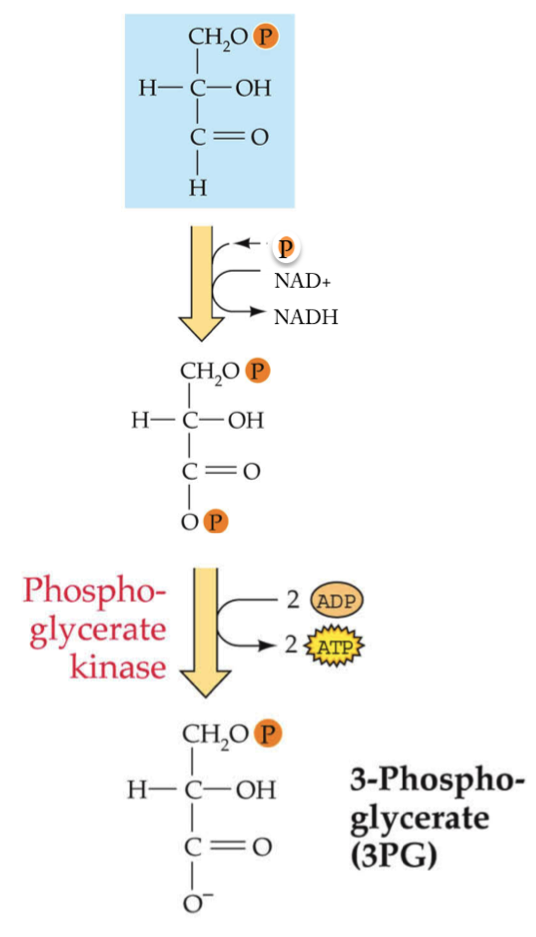 CH₂O P
H—C—OH
C=O
H
P
NAD+
NADH
CH₂O P
H—C—OH
C=O
O P
Phospho-
glycerate
kinase
2 ADP
2 ATP
CH₂O P
H—C—OH
C=O
O⁻
3-Phospho-
glycerate
(3PG)